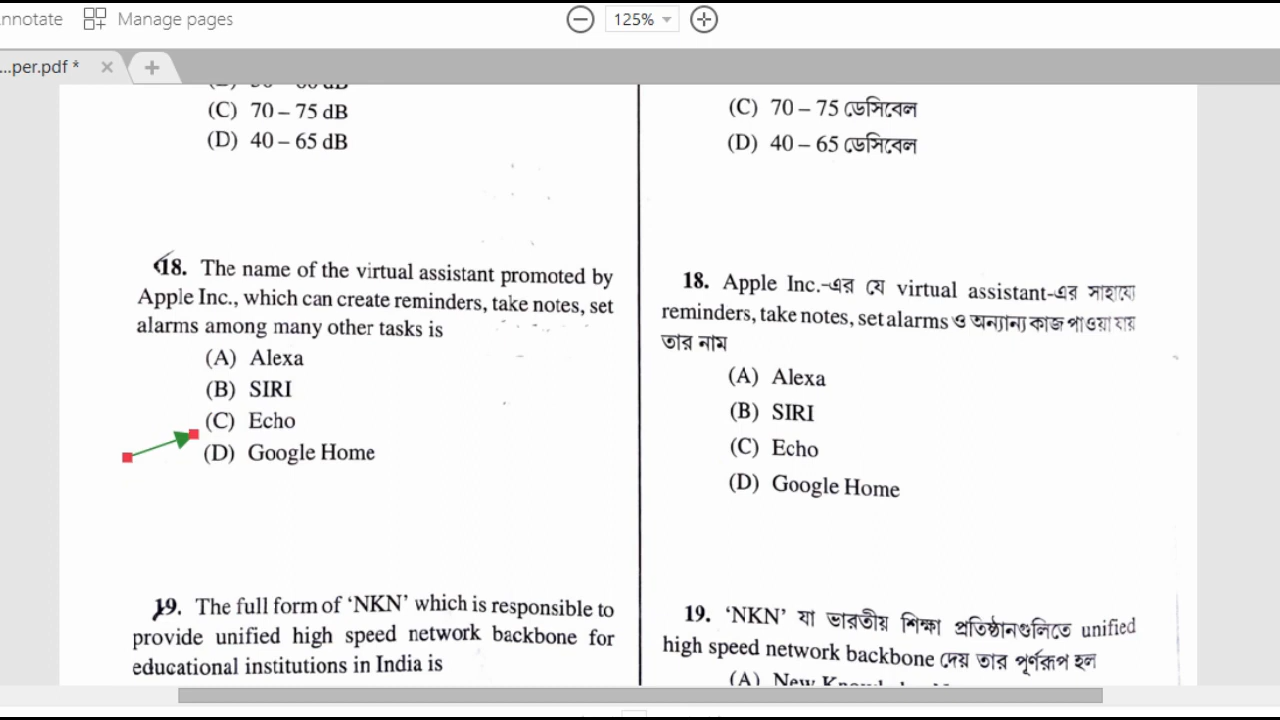 nnotate
Manage pages
125%
...per.pdf *
(C) 70 – 75 dB
(D) 40 – 65 dB
18. The name of the virtual assistant promoted by
Apple Inc., which can create reminders, take notes, set
alarms among many other tasks is
(A) Alexa
(B) SIRI
(C) Echo
(D) Google Home
19. The full form of ‘NKN’ which is responsible to
provide unified high speed network backbone for
educational institutions in India is
(C) 70 – 75 ডেসিবেল
(D) 40 – 65 ডেসিবেল
18. Apple Inc.-এর যে virtual assistant-এর সাহায্যে
reminders, take notes, set alarms ও অন্যান্য কাজ পাওয়া যায়
তার নাম
(A) Alexa
(B) SIRI
(C) Echo
(D) Google Home
19. ‘NKN’ যা ভারতীয় শিক্ষা প্রতিষ্ঠানগুলিতে unified
high speed network backbone দেয় তার পূর্ণরূপ হল
(A) New